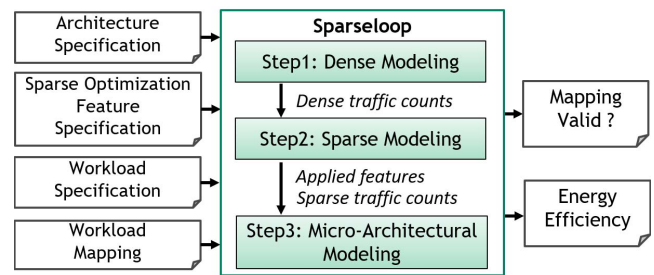 Architecture
Specification
Sparse Optimization
Feature
Specification
Workload
Specification
Workload
Mapping
Sparseloop
Step1: Dense Modeling
Dense traffic counts
Step2: Sparse Modeling
Applied features
Sparse traffic counts
Step3: Micro-Architectural
Modeling
Mapping
Valid ?
Energy
Efficiency